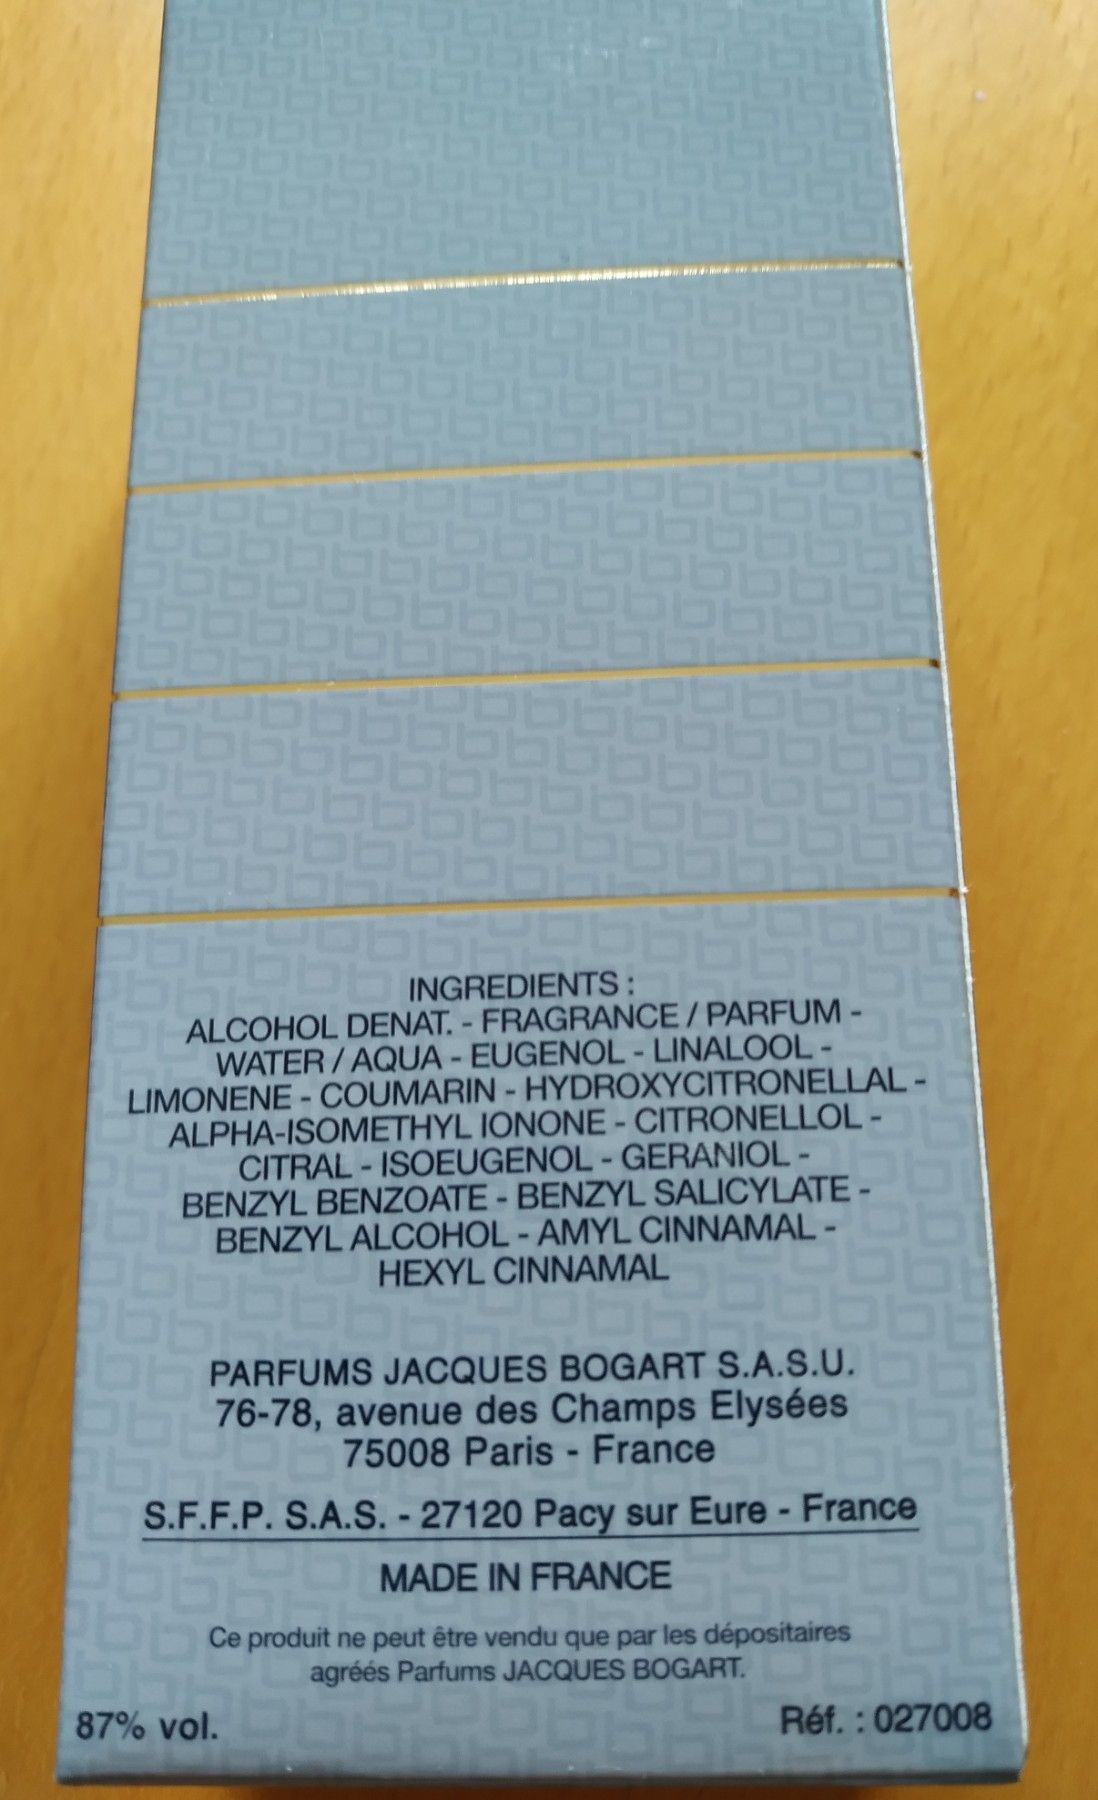 INGREDIENTS :
ALCOHOL DENAT. - FRAGRANCE / PARFUM -
WATER / AQUA - EUGENOL - LINALOOL -
LIMONENE - COUMARIN - HYDROXYCITRONELLAL -
ALPHA-ISOMETHYL IONONE - CITRONELLOL -
CITRAL - ISOEUGENOL - GERANIOL -
BENZYL BENZOATE - BENZYL SALICYLATE -
BENZYL ALCOHOL - AMYL CINNAMAL -
HEXYL CINNAMAL
PARFUMS JACQUES BOGART S.A.S.U.
76-78, avenue des Champs Elysées
75008 Paris - France
S.F.F.P. S.A.S. - 27120 Pacy sur Eure - France
MADE IN FRANCE
Ce produit ne peut être vendu que par les dépositaires
agréés Parfums JACQUES BOGART.
87% vol.
Réf. : 027008